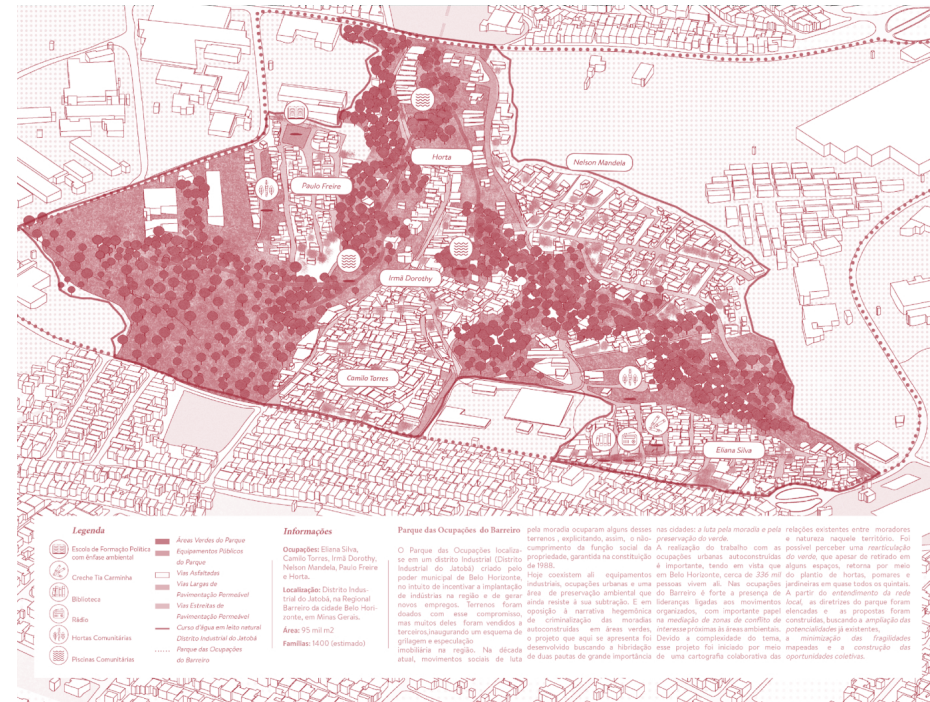 Nelson Mandela
Horta
Paulo Freire
Irmã Dorothy
Camilo Torres
Eliana Silva
Legenda
Escola de Formação Política
com ênfase ambiental
Creche Tia Carminha
Biblioteca
Rádio
Hortas Comunitárias
Piscinas Comunitárias
Áreas Verdes do Parque
Equipamentos Públicos
do Parque
Vias Asfaltadas
Vias Largas de
Pavimentação Permeável
Vias Estreitas de
Pavimentação Permeável
Curso d'água em leito natural
Distrito Industrial do Jatobá
Parque das Ocupações
do Barreiro
Informações
Ocupações: Eliana Silva,
Camilo Torres, Irmã Dorothy,
Nelson Mandela, Paulo Freire
e Horta.
Localização: Distrito Indus-
trial do Jatobá, na Regional
Barreiro da cidade Belo Hori-
zonte, em Minas Gerais.
Área: 95 mil m2
Famílias: 1400 (estimado)
Parque das Ocupações do Barreiro
O Parque das Ocupações localiza-
se em um distrito industrial (Distrito
Industrial do Jatobá) criado pelo
poder municipal de Belo Horizonte,
no intuito de incentivar a implantação
de indústrias na região e de gerar
novos empregos. Terrenos foram
doados com esse compromisso,
mas muitos deles foram vendidos a
terceiros,inaugurando um esquema de
grilagem e especulação
imobiliária na região. Na década
atual, movimentos sociais de luta
pela moradia ocuparam alguns desses
terrenos , explicitando, assim, o não-
cumprimento da função social da
propriedade, garantista na constituição
de 1988.
Hoje coexistem ali equipamentos
industriais, ocupações urbanas e uma
área de preservação ambiental que
ainda resiste à sua subtração. E em
oposição à narrativa hegemônica
de criminalização das moradias
autoconstruídas em áreas verdes,
o projeto que aqui se apresenta foi
desenvolvido buscando a hibridação
de duas pautas de grande importância
nas cidades: a luta pela moradia e pela
preservação do verde.
A realização do trabalho com as
ocupações urbanas autoconstruídas
é importante, tendo em vista que
em Belo Horizonte, cerca de 336 mil
pessoas vivem ali. Nas ocupações
do Barreiro é forte a presença de
lideranças ligadas aos movimentos
organizados, com importante papel
na mediação de zonas de conflito de
interesse próximas às áreas ambientais.
Devido a complexidade do tema,
esse projeto foi iniciado por meio
de uma cartografia colaborativa das
relações existentes entre moradores
e natureza naquele território. Foi
possível perceber uma rearticulação
do verde, que apesar de retirado em
alguns espaços, retorna por meio
do plantio de hortas, pomares e
jardineiras em quase todos os quintais.
A partir do entendimento da rede
local, as diretrizes do parque foram
elencadas e as propostas foram
construídas, buscando a ampliação das
potencialidades já existentes,
a minimização das fragilidades
mapeadas e a construção das
oportunidades coletivas.